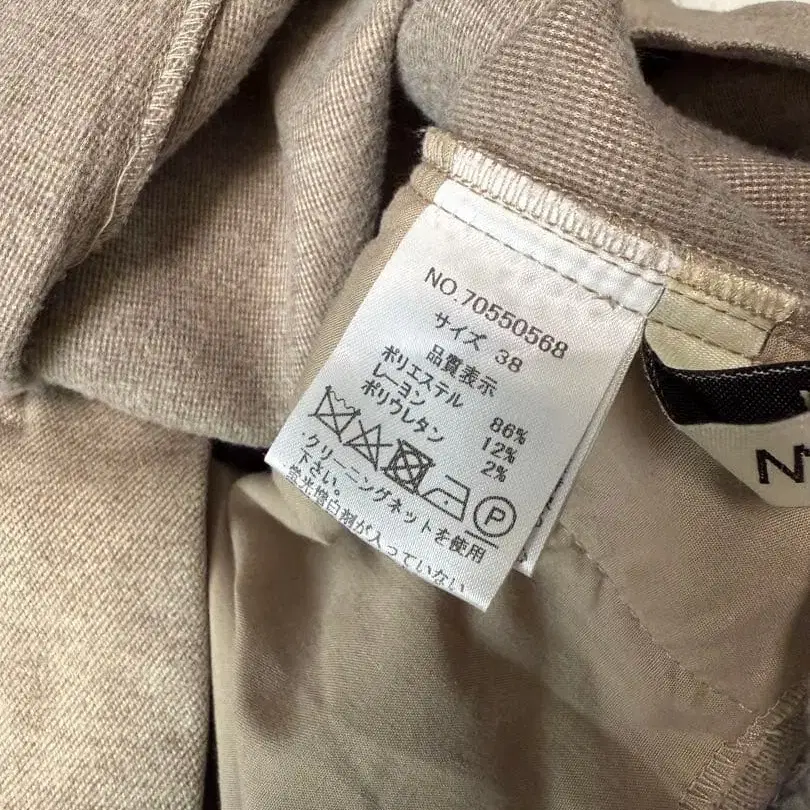 NO.70550568
サイズ 38
品質表示
ポリエステル 86%
レーヨン 12%
ポリウレタン 2%
P
・クリーニングネットを使用
下さい。
蛍光増白剤が入っていない
N